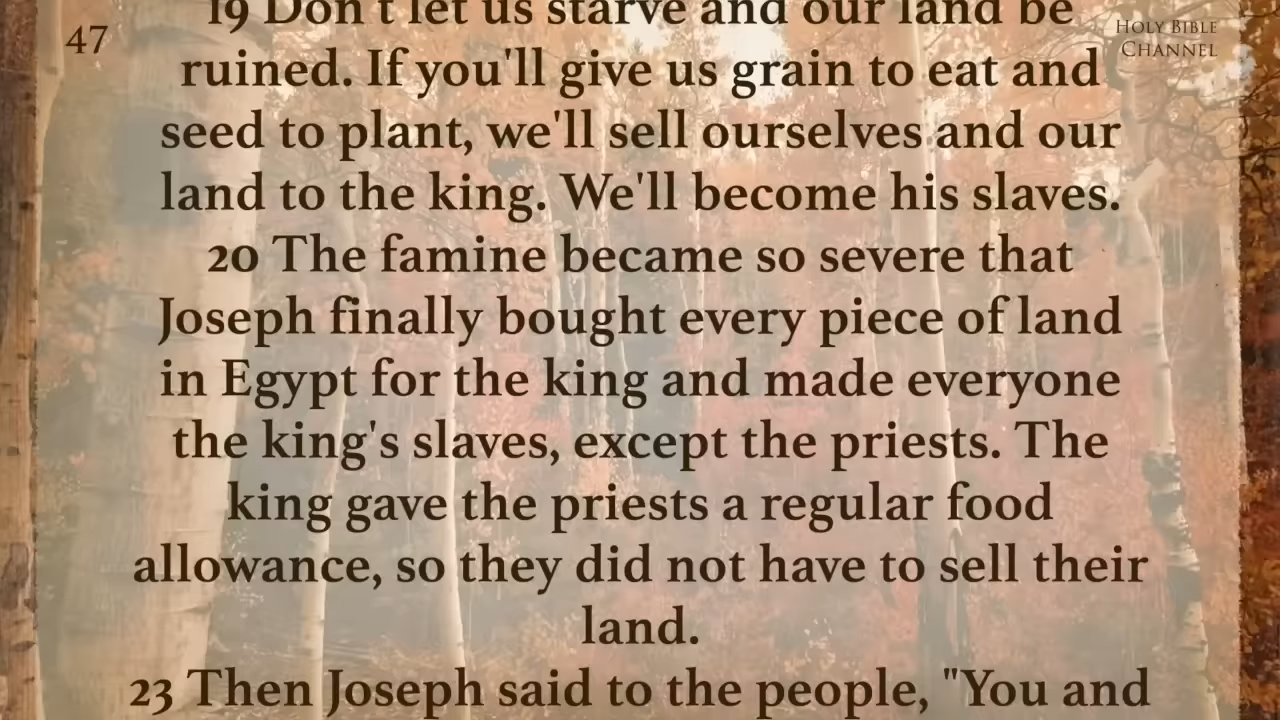 47
HOLY BIBLE
CHANNEL
19 Don't let us starve and our land be
ruined. If you'll give us grain to eat and
seed to plant, we'll sell ourselves and our
land to the king. We'll become his slaves.
20 The famine became so severe that
Joseph finally bought every piece of land
in Egypt for the king and made everyone
the king's slaves, except the priests. The
king gave the priests a regular food
allowance, so they did not have to sell their
land.
23 Then Joseph said to the people, "You and